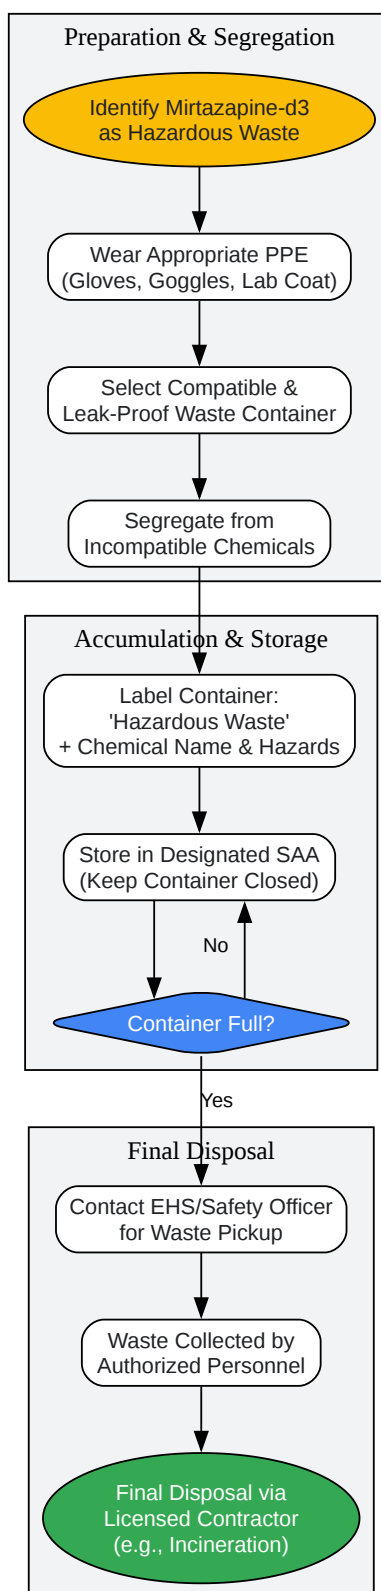 Preparation & Segregation
Identify Mirtazapine-d3
as Hazardous Waste
Wear Appropriate PPE
(Gloves, Goggles, Lab Coat)
Select Compatible &
Leak-Proof Waste Container
Segregate from
Incompatible Chemicals
Accumulation & Storage
Label Container:
'Hazardous Waste'
+ Chemical Name & Hazards
Store in Designated SAA
(Keep Container Closed)
No
Container Full?
Yes
Final Disposal
Contact EHS/Safety Officer
for Waste Pickup
Waste Collected by
Authorized Personnel
Final Disposal via
Licensed Contractor
(e.g., Incineration)